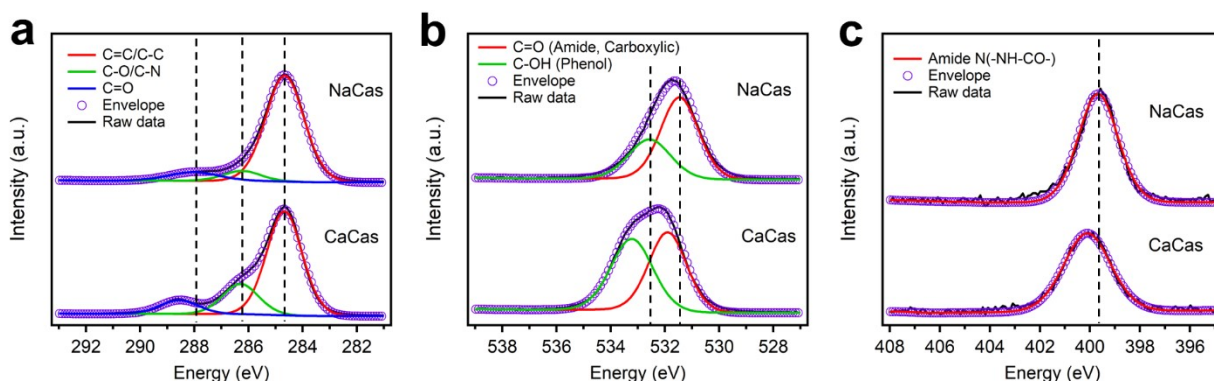 a
Intensity (a.u.)
C=C/C-C
C-O/C-N
C=O
Envelope
Raw data
NaCas
CaCas
292 290 288 286 284 282
Energy (eV)
b
Intensity (a.u.)
C=O (Amide, Carboxylic)
C-OH (Phenol)
Envelope
Raw data
NaCas
CaCas
538 536 534 532 530 528
Energy (eV)
c
Intensity (a.u.)
Amide N(-NH-CO-)
Envelope
Raw data
NaCas
CaCas
408 406 404 402 400 398 396
Energy (eV)